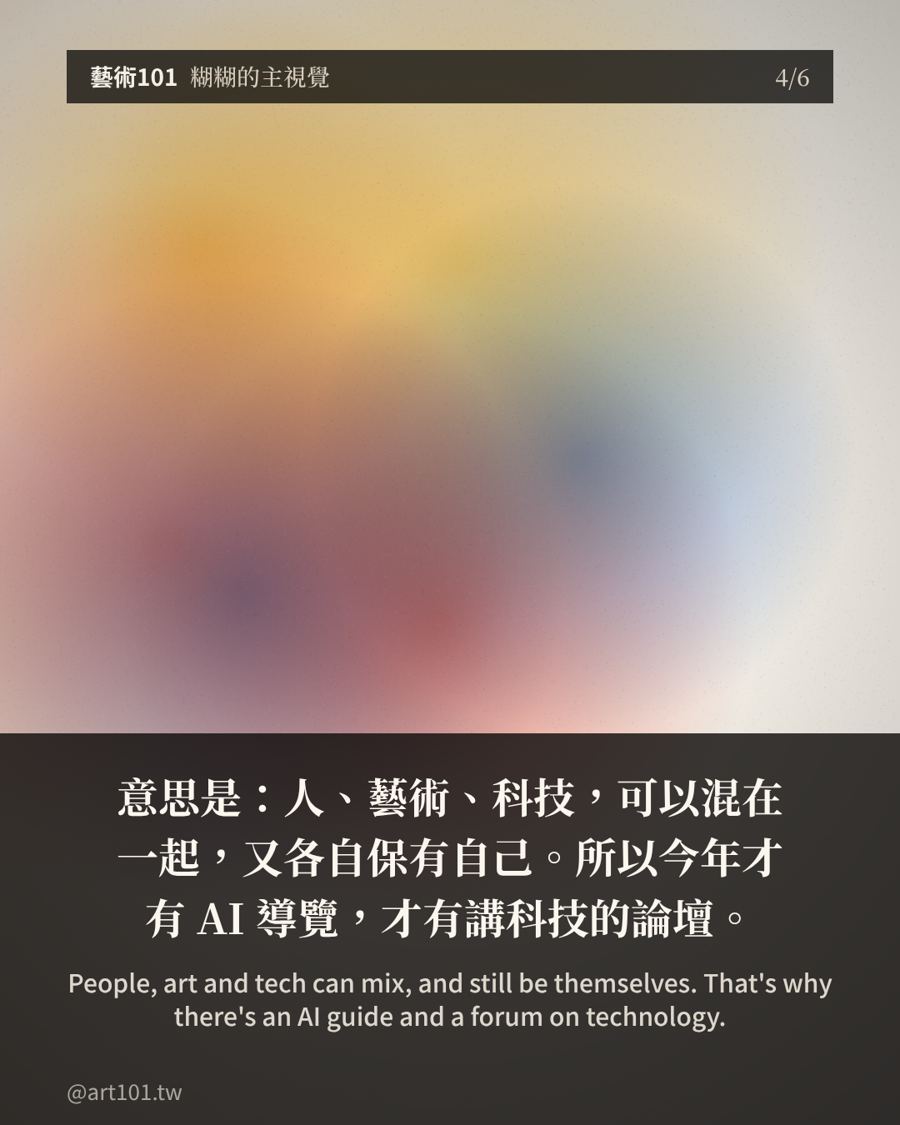 藝術101 糊糊的主視覺 4/6
意思是：人、藝術、科技，可以混在
一起，又各自保有自己。所以今年才
有 AI 導覽，才有講科技的論壇。
People, art and tech can mix, and still be themselves. That's why
there's an AI guide and a forum on technology.
@art101.tw